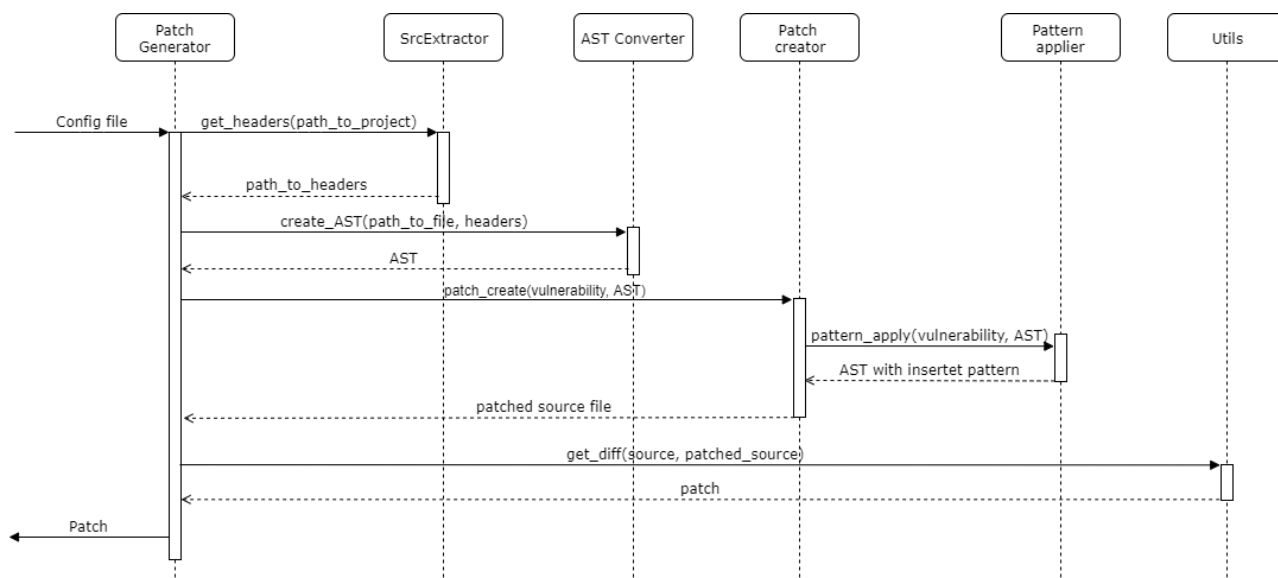 Patch
Generator
SrcExtractor
AST Converter
Patch
creator
Pattern
applier
Utils
Config file
get_headers(path_to_project)
path_to_headers
create_AST(path_to_file, headers)
AST
patch_create(vulnerability, AST)
pattern_apply(vulnerability, AST)
AST with insertet pattern
patched source file
get_diff(source, patched_source)
patch
Patch